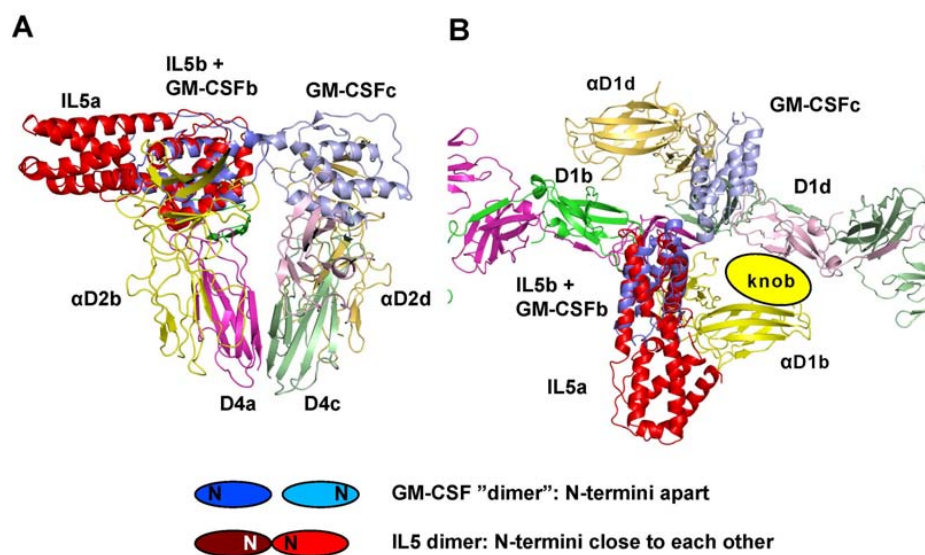 A
IL5a
IL5b +
GM-CSFb
GM-CSFc
αD2b
αD2d
D4a
D4c
B
αD1d
GM-CSFc
D1b
D1d
knob
IL5b +
GM-CSFb
αD1b
IL5a
N N GM-CSF ”dimer”: N-termini apart
N N IL5 dimer: N-termini close to each other